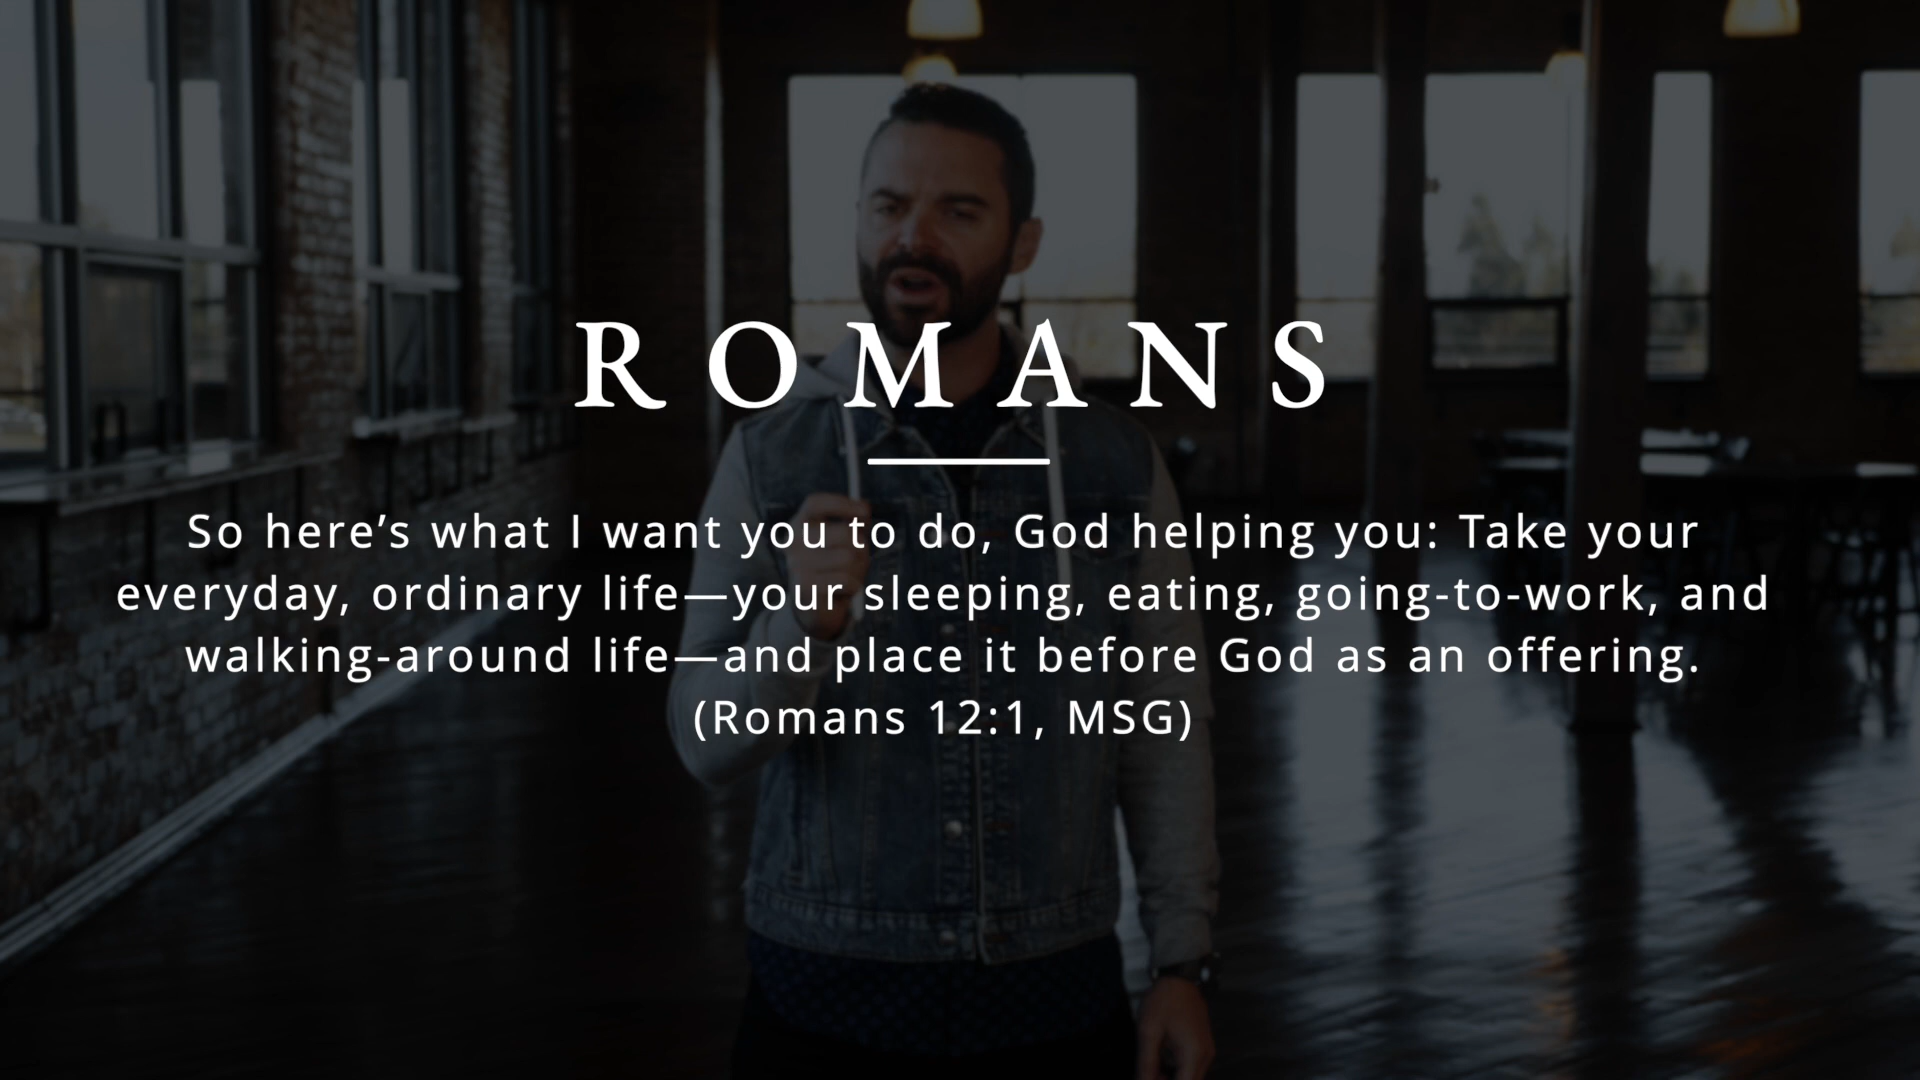 ROMANS
So here’s what I want you to do, God helping you: Take your
everyday, ordinary life—your sleeping, eating, going-to-work, and
walking-around life—and place it before God as an offering.
(Romans 12:1, MSG)